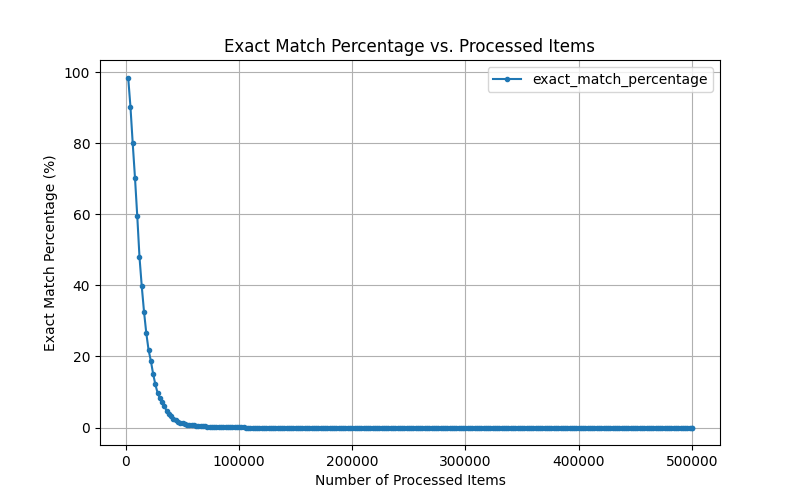 Exact Match Percentage vs. Processed Items
exact_match_percentage
100
80
60
40
20
0
Exact Match Percentage (%)
0 100000 200000 300000 400000 500000
Number of Processed Items